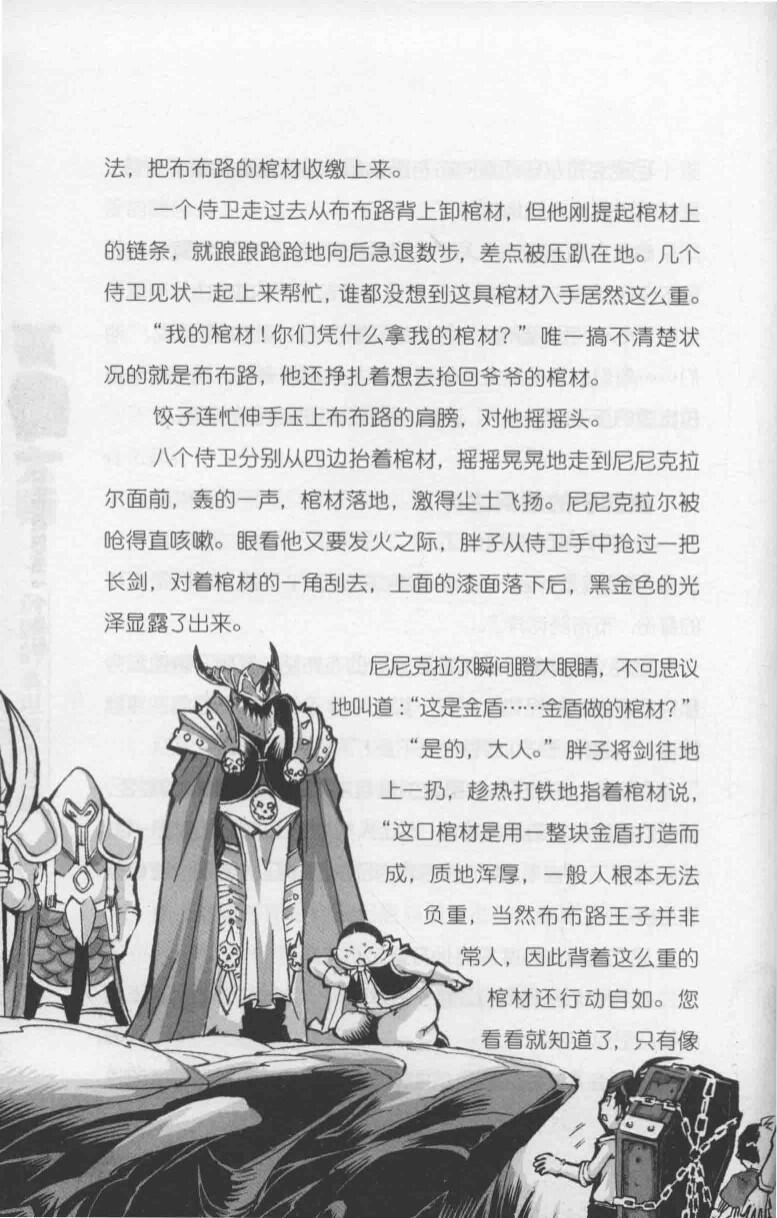 法，把布布路的棺材收缴上来。
一个侍卫走过去从布布路背上卸棺材，但他刚提起棺材上
的链条，就踉踉跄跄地向后急退数步，差点被压趴在地。几个
侍卫见状一起上来帮忙，谁都没想到这具棺材入手居然这么重。
“我的棺材！你们凭什么拿我的棺材？”唯一搞不清楚状
况的就是布布路，他还挣扎着想去抢回爷爷的棺材。
饺子连忙伸手压上布布路的肩膀，对他摇摇头。
八个侍卫分别从四边抬着棺材，摇摇晃晃地走到尼尼克拉
尔面前，轰的一声，棺材落地，激得尘土飞扬。尼尼克拉尔被
呛得直咳嗽。眼看他又要发火之际，胖子从侍卫手中抢过一把
长剑，对着棺材的一角刮去，上面的漆面落下后，黑金色的光
泽显露了出来。
尼尼克拉尔瞬间瞪大眼睛，不可思议
地叫道：“这是金盾……金盾做的棺材？”
“是的，大人。”胖子将剑往地
上一扔，趁热打铁地指着棺材说，
“这口棺材是用一整块金盾打造而
成，质地浑厚，一般人根本无法
负重，当然布布路王子并非
常人，因此背着这么重的
棺材还行动自如。您
看看就知道了，只有像